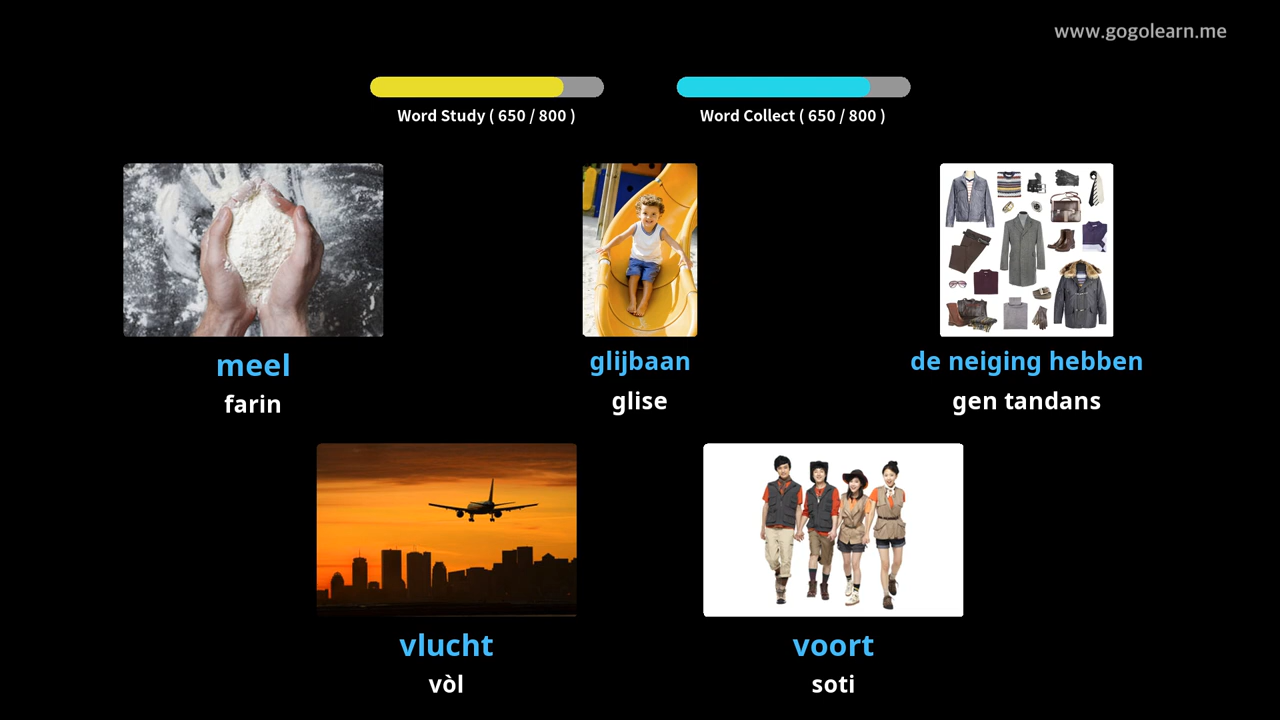 www.gogolearn.me
Word Study ( 650 / 800 )
Word Collect ( 650 / 800 )
meel
farin
glijbaan
glise
de neiging hebben
gen tandans
vlucht
vòl
voort
soti